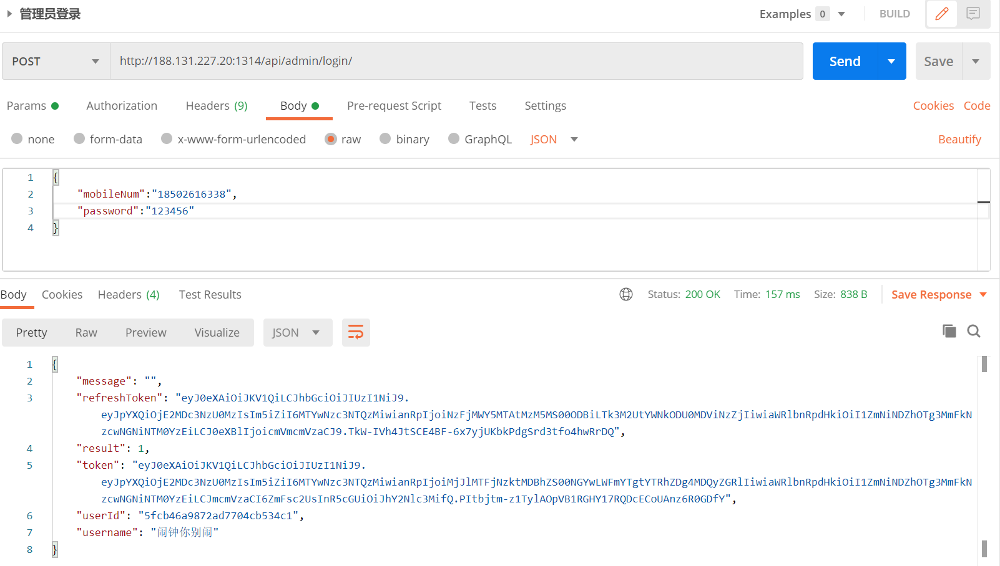 管理员登录
Examples 0 BUILD
POST http://188.131.227.20:1314/api/admin/login/ Send Save
Params Authorization Headers (9) Body Pre-request Script Tests Settings Cookies Code
none form-data x-www-form-urlencoded raw binary GraphQL JSON Beautify
1 {
2 "mobileNum":"18502616338",
3 "password":"123456"
4 }
Body Cookies Headers (4) Test Results Status: 200 OK Time: 157 ms Size: 838 B Save Response
Pretty Raw Preview Visualize JSON
1 {
2 "message": "",
3 "refreshToken": "eyJ0eXAiOiJKV1QiLCJhbGciOiJIUzI1NiJ9.
eyJpYXQiOjE2MDc3NzU0MzIsIm5iZiI6MTYwNzc3NTQzMiwianRpIjoiNzFjMWY5MTAtMzM5MS00ODBiLTk3M2UtYWNkODU0MDViNzZjIiwiaWRlbnRpdHkiOiI1ZmNiNDZhOTg3MmFkN
zcwNGNiNTM0YzEiLCJ0eXBlIjoicmVmcmVzaCJ9.TkW-IVh4JtSCE4BF-6x7yjUKbkPdgSrd3tfo4hwRrDQ",
4 "result": 1,
5 "token": "eyJ0eXAiOiJKV1QiLCJhbGciOiJIUzI1NiJ9.
eyJpYXQiOjE2MDc3NzU0MzIsIm5iZiI6MTYwNzc3NTQzMiwianRpIjoiMjJlMTFjNzktMDBhZS00NGYwLWFmYTgtYTRhZDg4MDQyZGRlIiwiaWRlbnRpdHkiOiI1ZmNiNDZhOTg3MmFkN
zcwNGNiNTM0YzEiLCJmcmVzaCI6ZmFsc2UsInR5cGUiOiJhY2Nlc3MifQ.PItbjtm-z1TylAOpVB1RGHY17RQDcECoUAnz6R0GDfY",
6 "userId": "5fcb46a9872ad7704cb534c1",
7 "username": "闹钟你别闹"
8 }